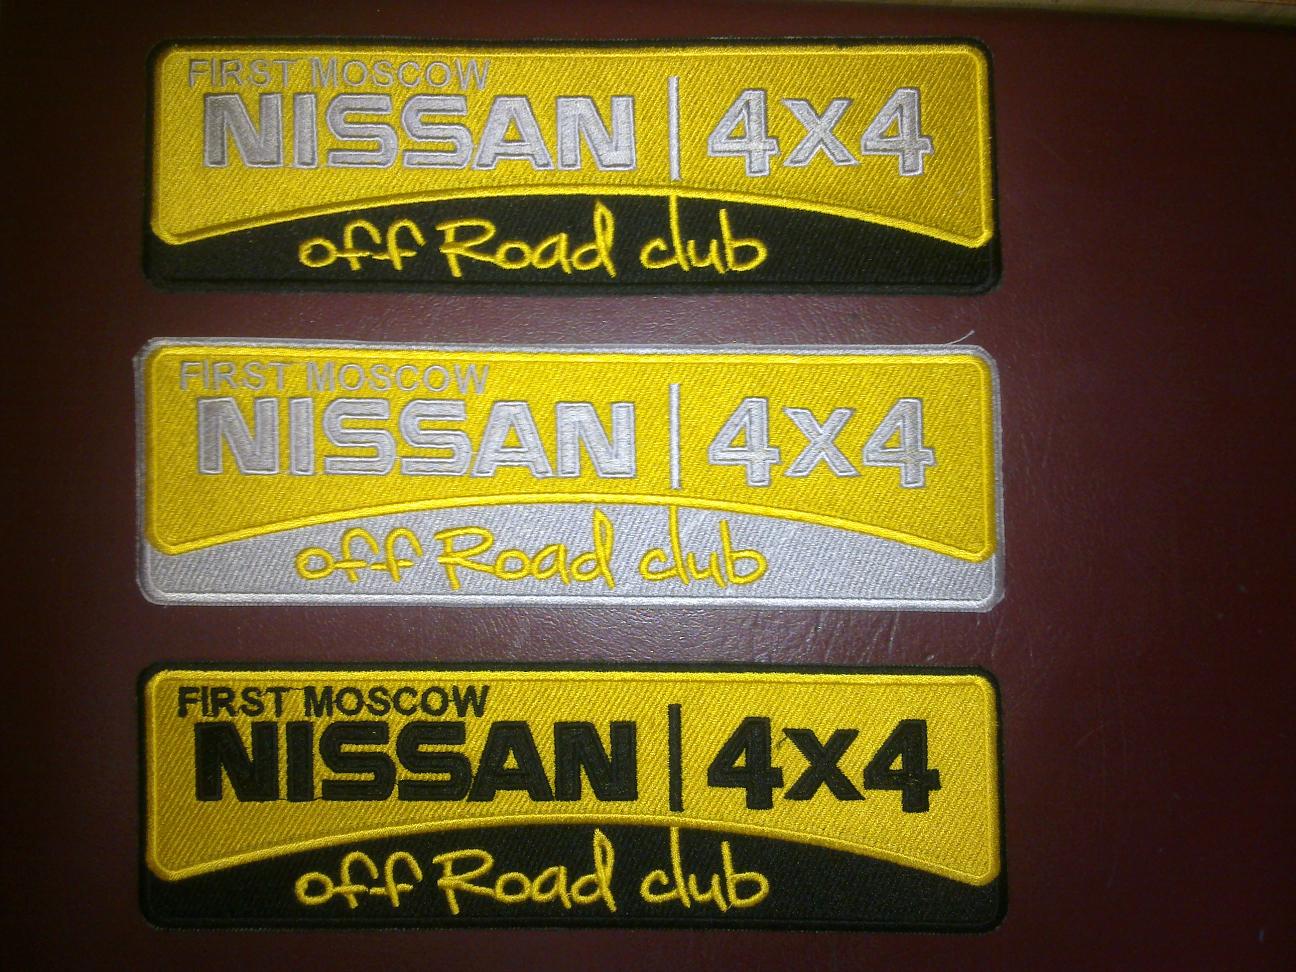 FIRST MOSCOW
NISSAN | 4x4
off Road club
FIRST MOSCOW
NISSAN | 4x4
off Road club
FIRST MOSCOW
NISSAN | 4x4
off Road club